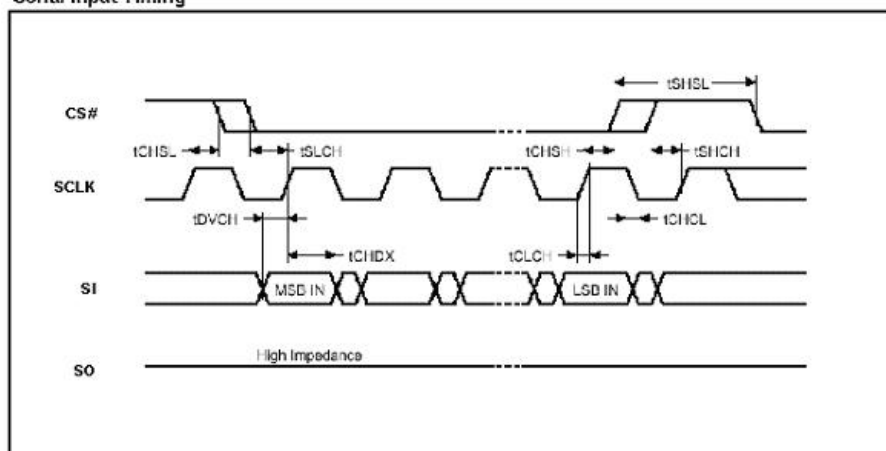 Serial Input Timing
tSHSL
CS#
tCHSL
tSLCH
tCHSH
tSHCH
SCLK
tDVCH
tCHCL
tCHDX
tCLCH
SI
MSB IN
LSB IN
High Impedance
SO